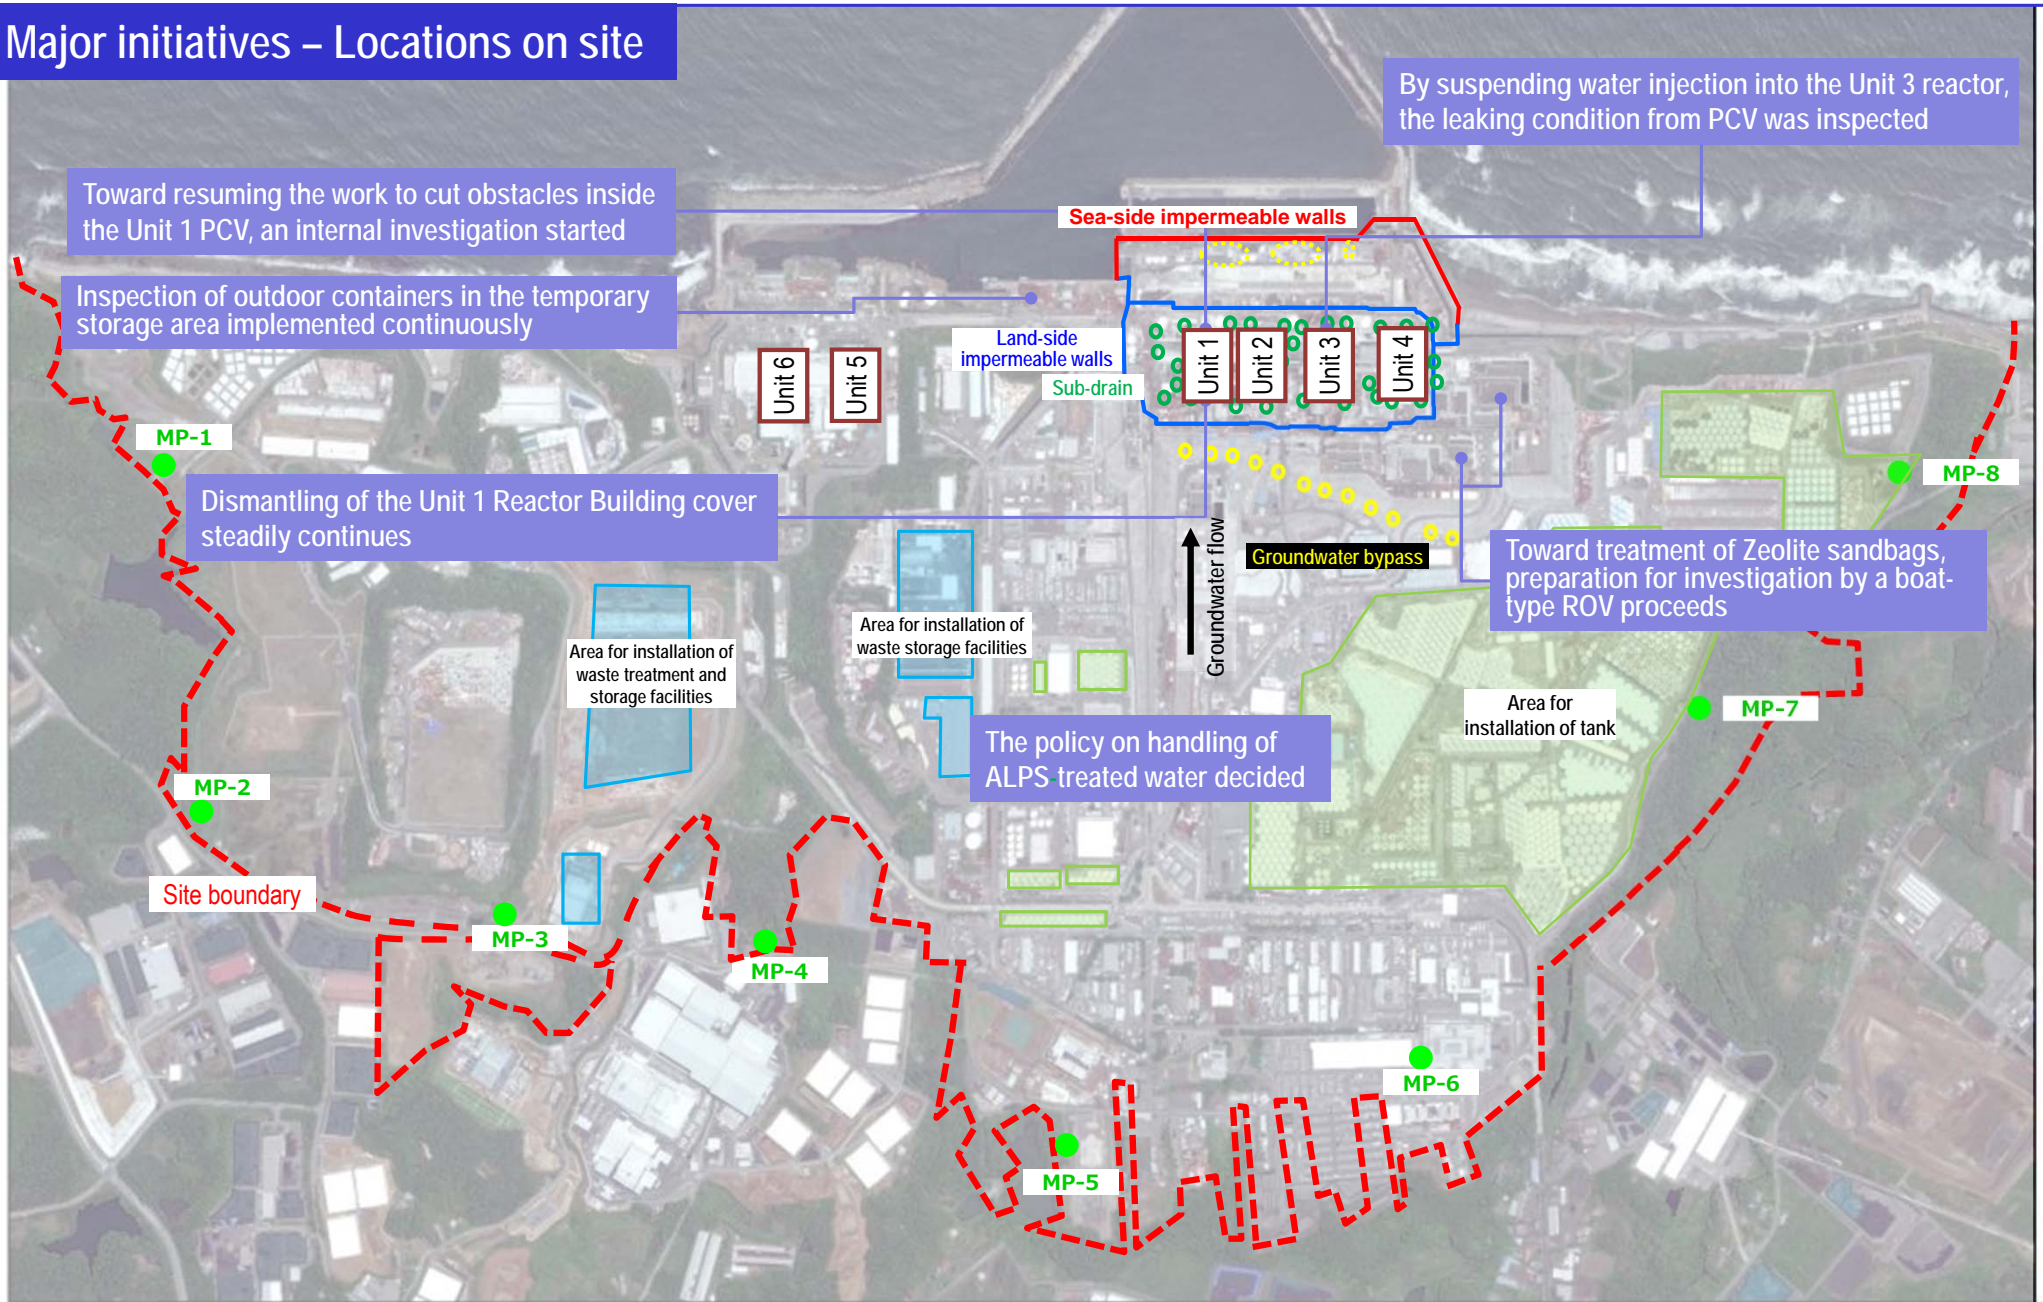 Major initiatives – Locations on site
By suspending water injection into the Unit 3 reactor,
the leaking condition from PCV was inspected
Toward resuming the work to cut obstacles inside
the Unit 1 PCV, an internal investigation started
Sea-side impermeable walls
Inspection of outdoor containers in the temporary
storage area implemented continuously
Land-side
impermeable walls
Sub-drain
Unit 6
Unit 5
Unit 1
Unit 2
Unit 3
Unit 4
MP-1
MP-8
Dismantling of the Unit 1 Reactor Building cover
steadily continues
Groundwater flow
Groundwater bypass
Toward treatment of Zeolite sandbags,
preparation for investigation by a boat-
type ROV proceeds
Area for installation of
waste treatment and
storage facilities
Area for installation of
waste storage facilities
Area for
installation of tank
MP-7
The policy on handling of
ALPS-treated water decided
MP-2
Site boundary
MP-3
MP-4
MP-6
MP-5